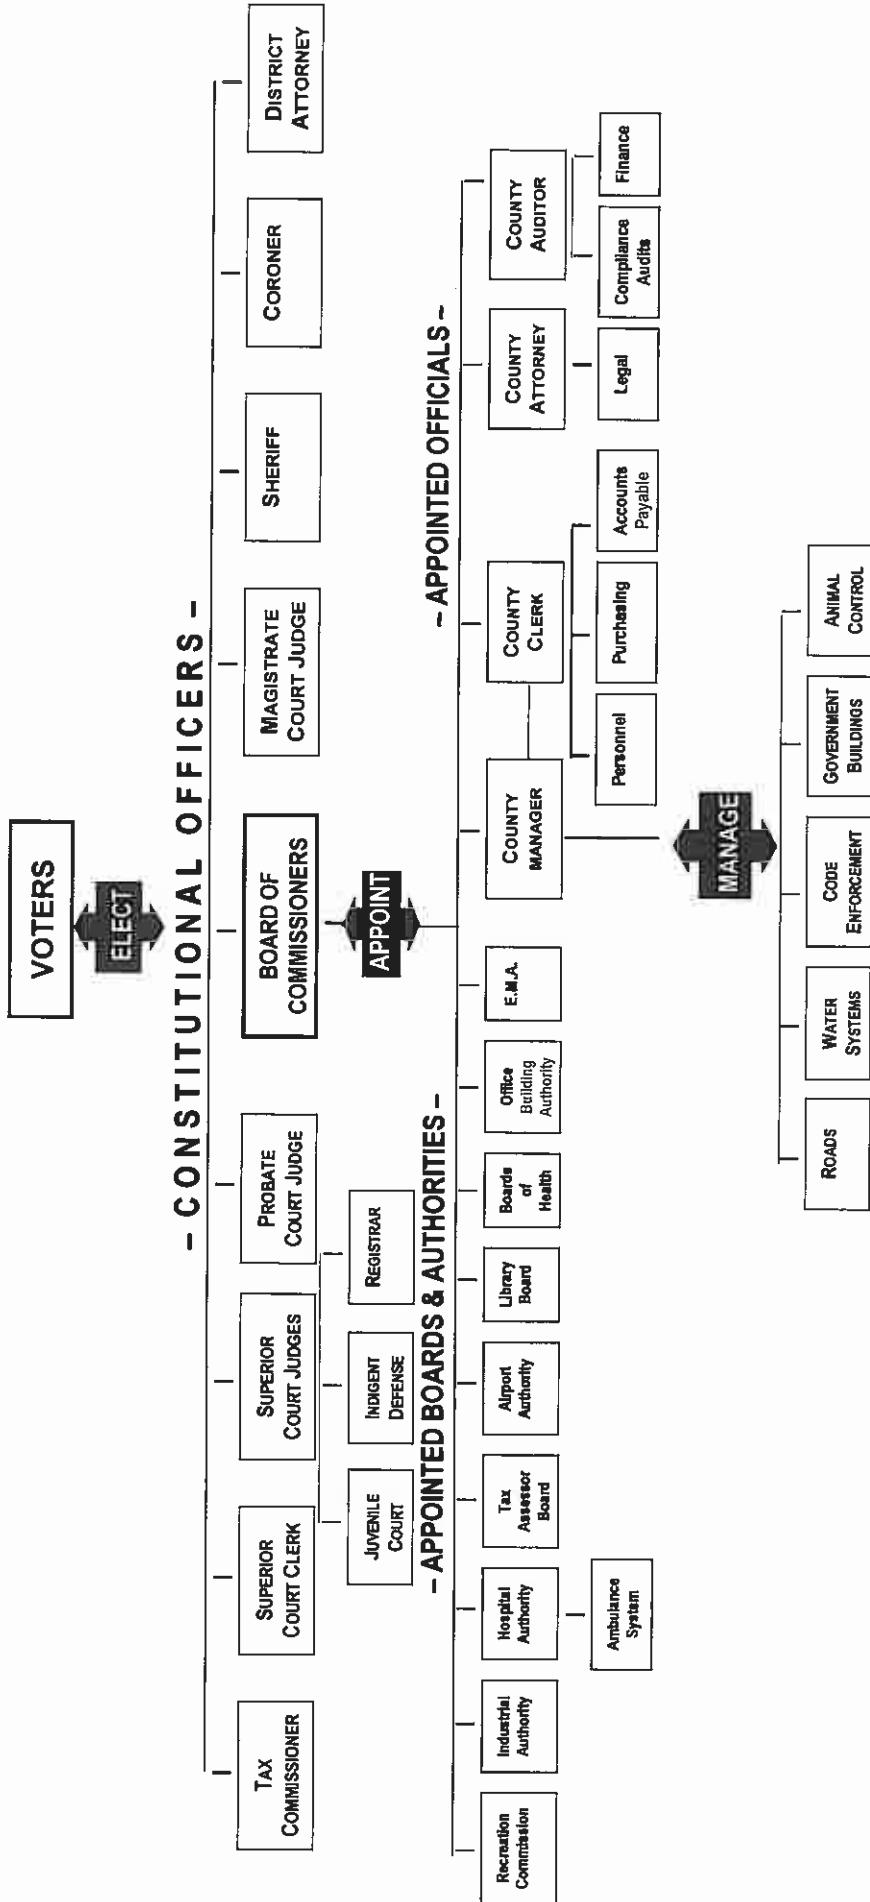 VOTERS
ELECT
– CONSTITUTIONAL OFFICERS –
TAX
COMMISSIONER
SUPERIOR
COURT CLERK
SUPERIOR
COURT JUDGES
PROBATE
COURT JUDGE
BOARD OF
COMMISSIONERS
MAGISTRATE
COURT JUDGE
SHERIFF
CORONER
DISTRICT
ATTORNEY
JUVENILE
COURT
INDIGENT
DEFENSE
REGISTRAR
APPOINT
– APPOINTED BOARDS & AUTHORITIES –
– APPOINTED OFFICIALS –
Recreation
Commission
Industrial
Authority
Hospital
Authority
Tax
Assessor
Board
Airport
Authority
Library
Board
Boards
of
Health
Office
Building
Authority
E.M.A.
COUNTY
MANAGER
COUNTY
CLERK
COUNTY
ATTORNEY
COUNTY
AUDITOR
Ambulance
System
Personnel
Purchasing
Accounts
Payable
Legal
Compliance
Audits
Finance
MANAGE
ROADS
WATER
SYSTEMS
CODE
ENFORCEMENT
GOVERNMENT
BUILDINGS
ANIMAL
CONTROL